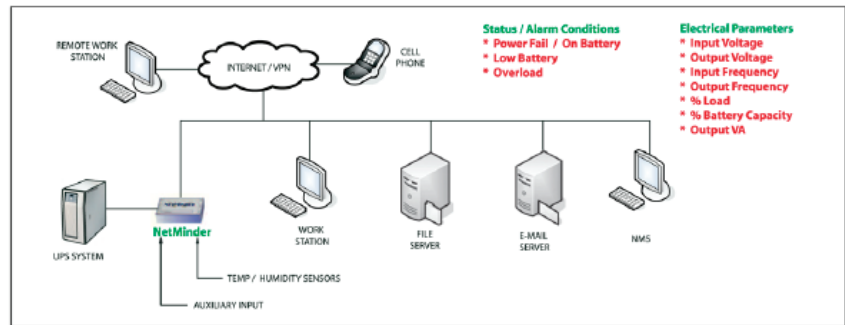 REMOTE WORK
STATION
INTERNET / VPN
CELL
PHONE
Status / Alarm Conditions
* Power Fail / On Battery
* Low Battery
* Overload
Electrical Parameters
* Input Voltage
* Output Voltage
* Input Frequency
* Output Frequency
* % Load
* % Battery Capacity
* Output VA
UPS SYSTEM
NetMinder
WORK
STATION
FILE
SERVER
E-MAIL
SERVER
NMS
TEMP / HUMIDITY SENSORS
AUXILIARY INPUT